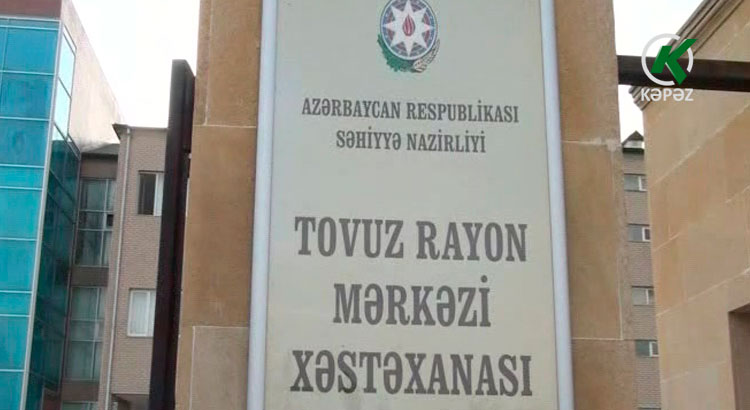 K
KƏPƏZ
AZƏRBAYCAN RESPUBLİKASI
SƏHİYYƏ NAZİRLİYİ
TOVUZ RAYON
MƏRKƏZİ
XƏSTƏXANASI